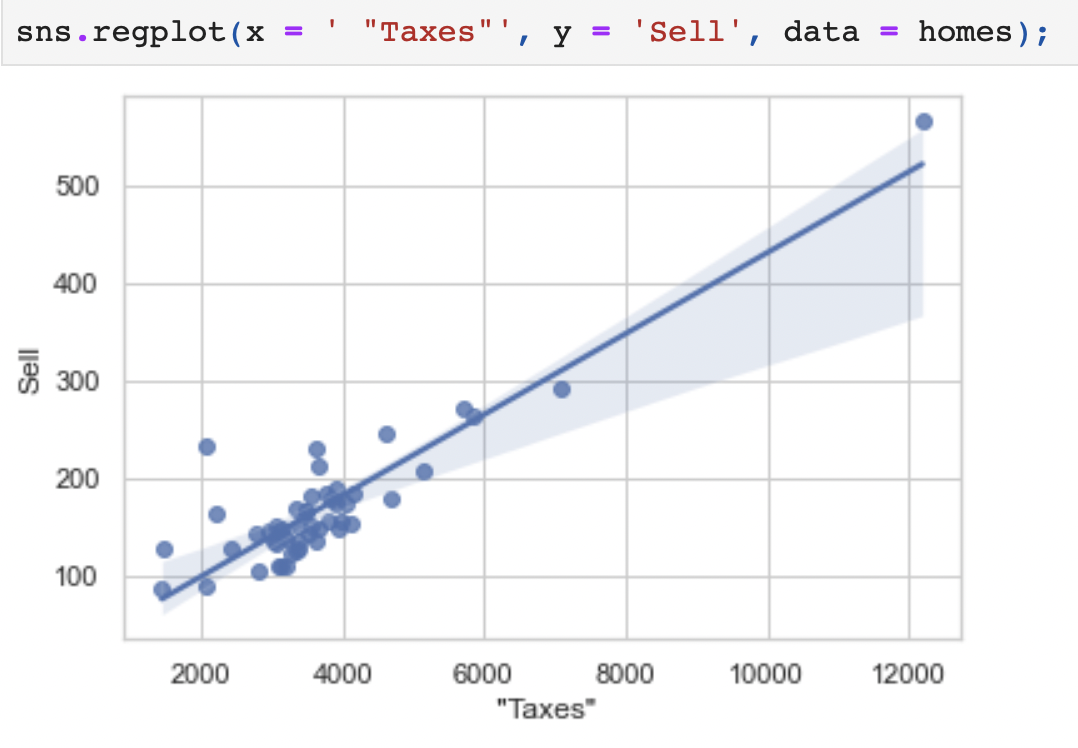 sns.regplot(x = ' "Taxes"', y = 'Sell', data = homes);
500
400
300
200
100
Sell
2000 4000 6000 8000 10000 12000
"Taxes"